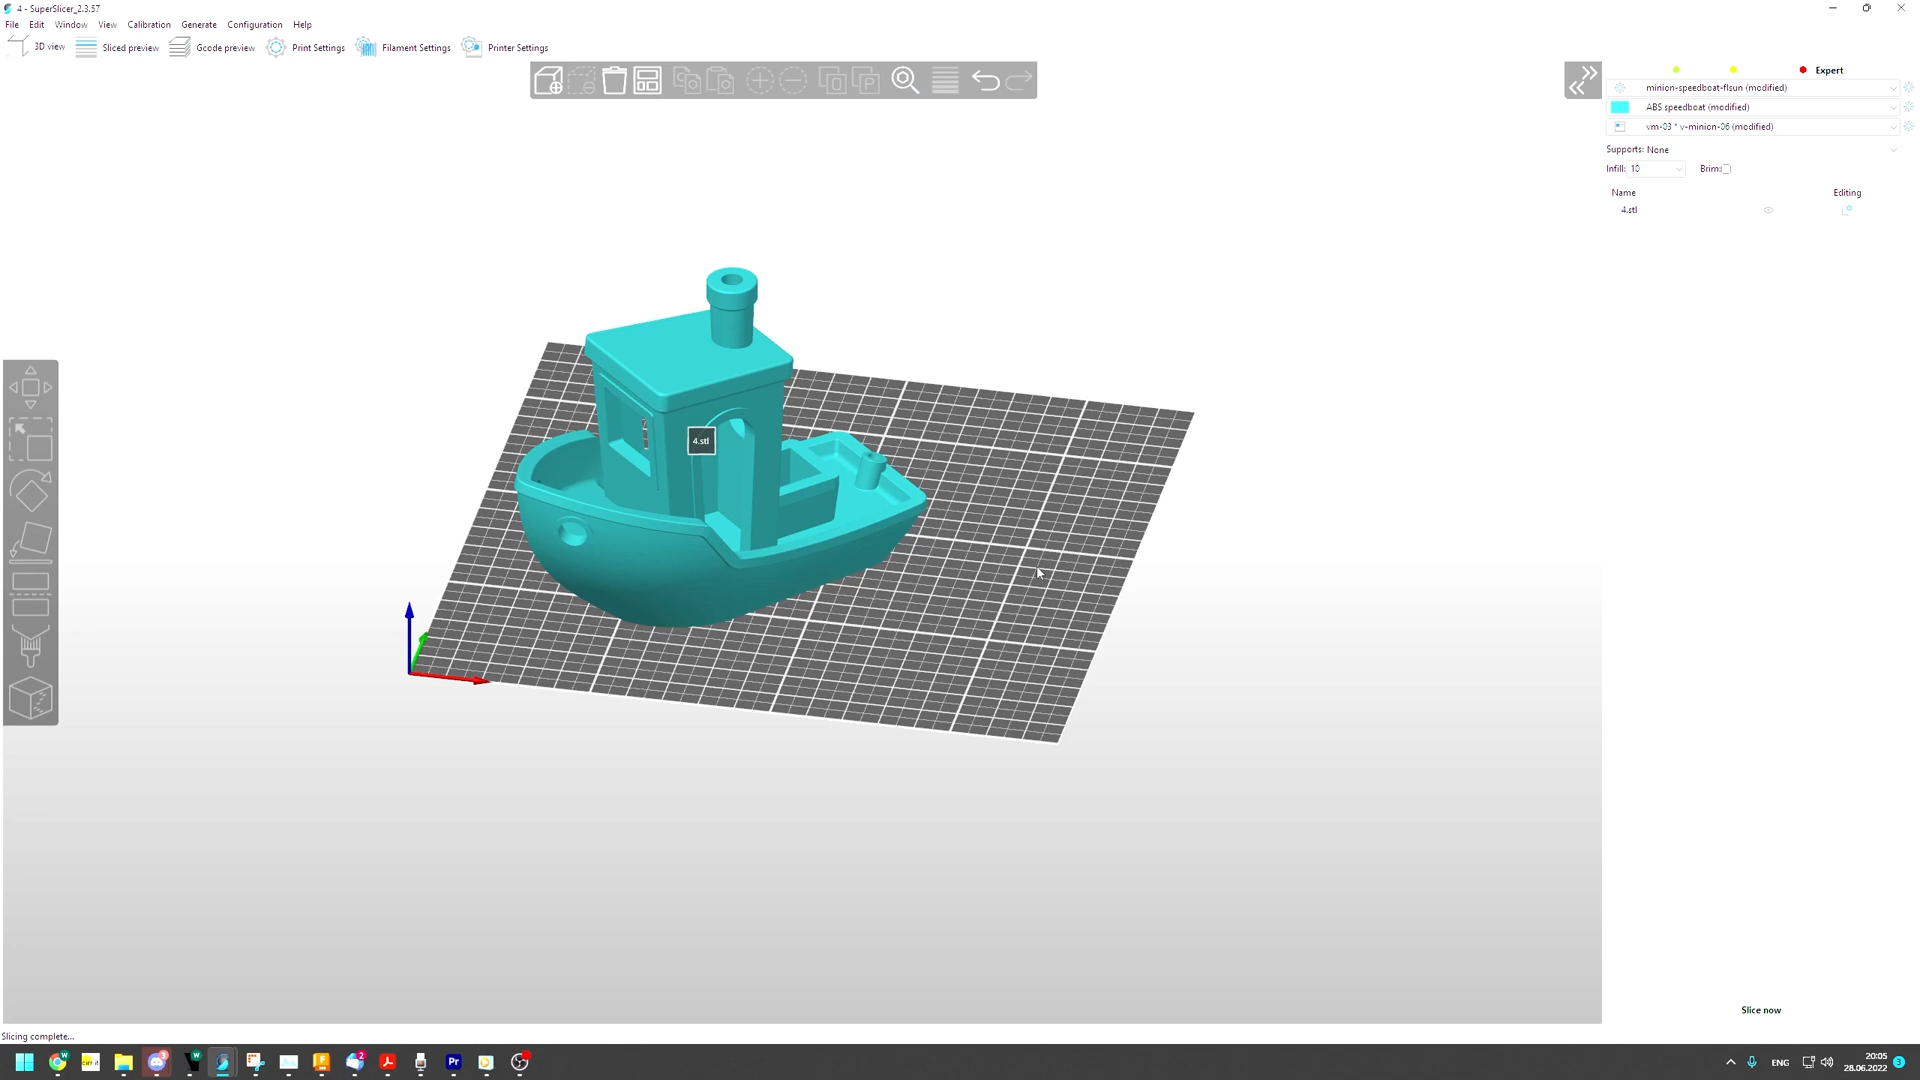 4 - SuperSlicer_2.3.57
File Edit Window View Calibration Generate Configuration Help
3D view Sliced preview Gcode preview Print Settings Filament Settings Printer Settings
Expert
minion-speedboat-flsun (modified)
ABS speedboat (modified)
vm-03 * v-minion-06 (modified)
Supports: None
Infill: 10 Brim:
Name Editing
4.stl
4.stl
Slice now
Slicing complete...
Pr
ENG
20:05
28.06.2022
3